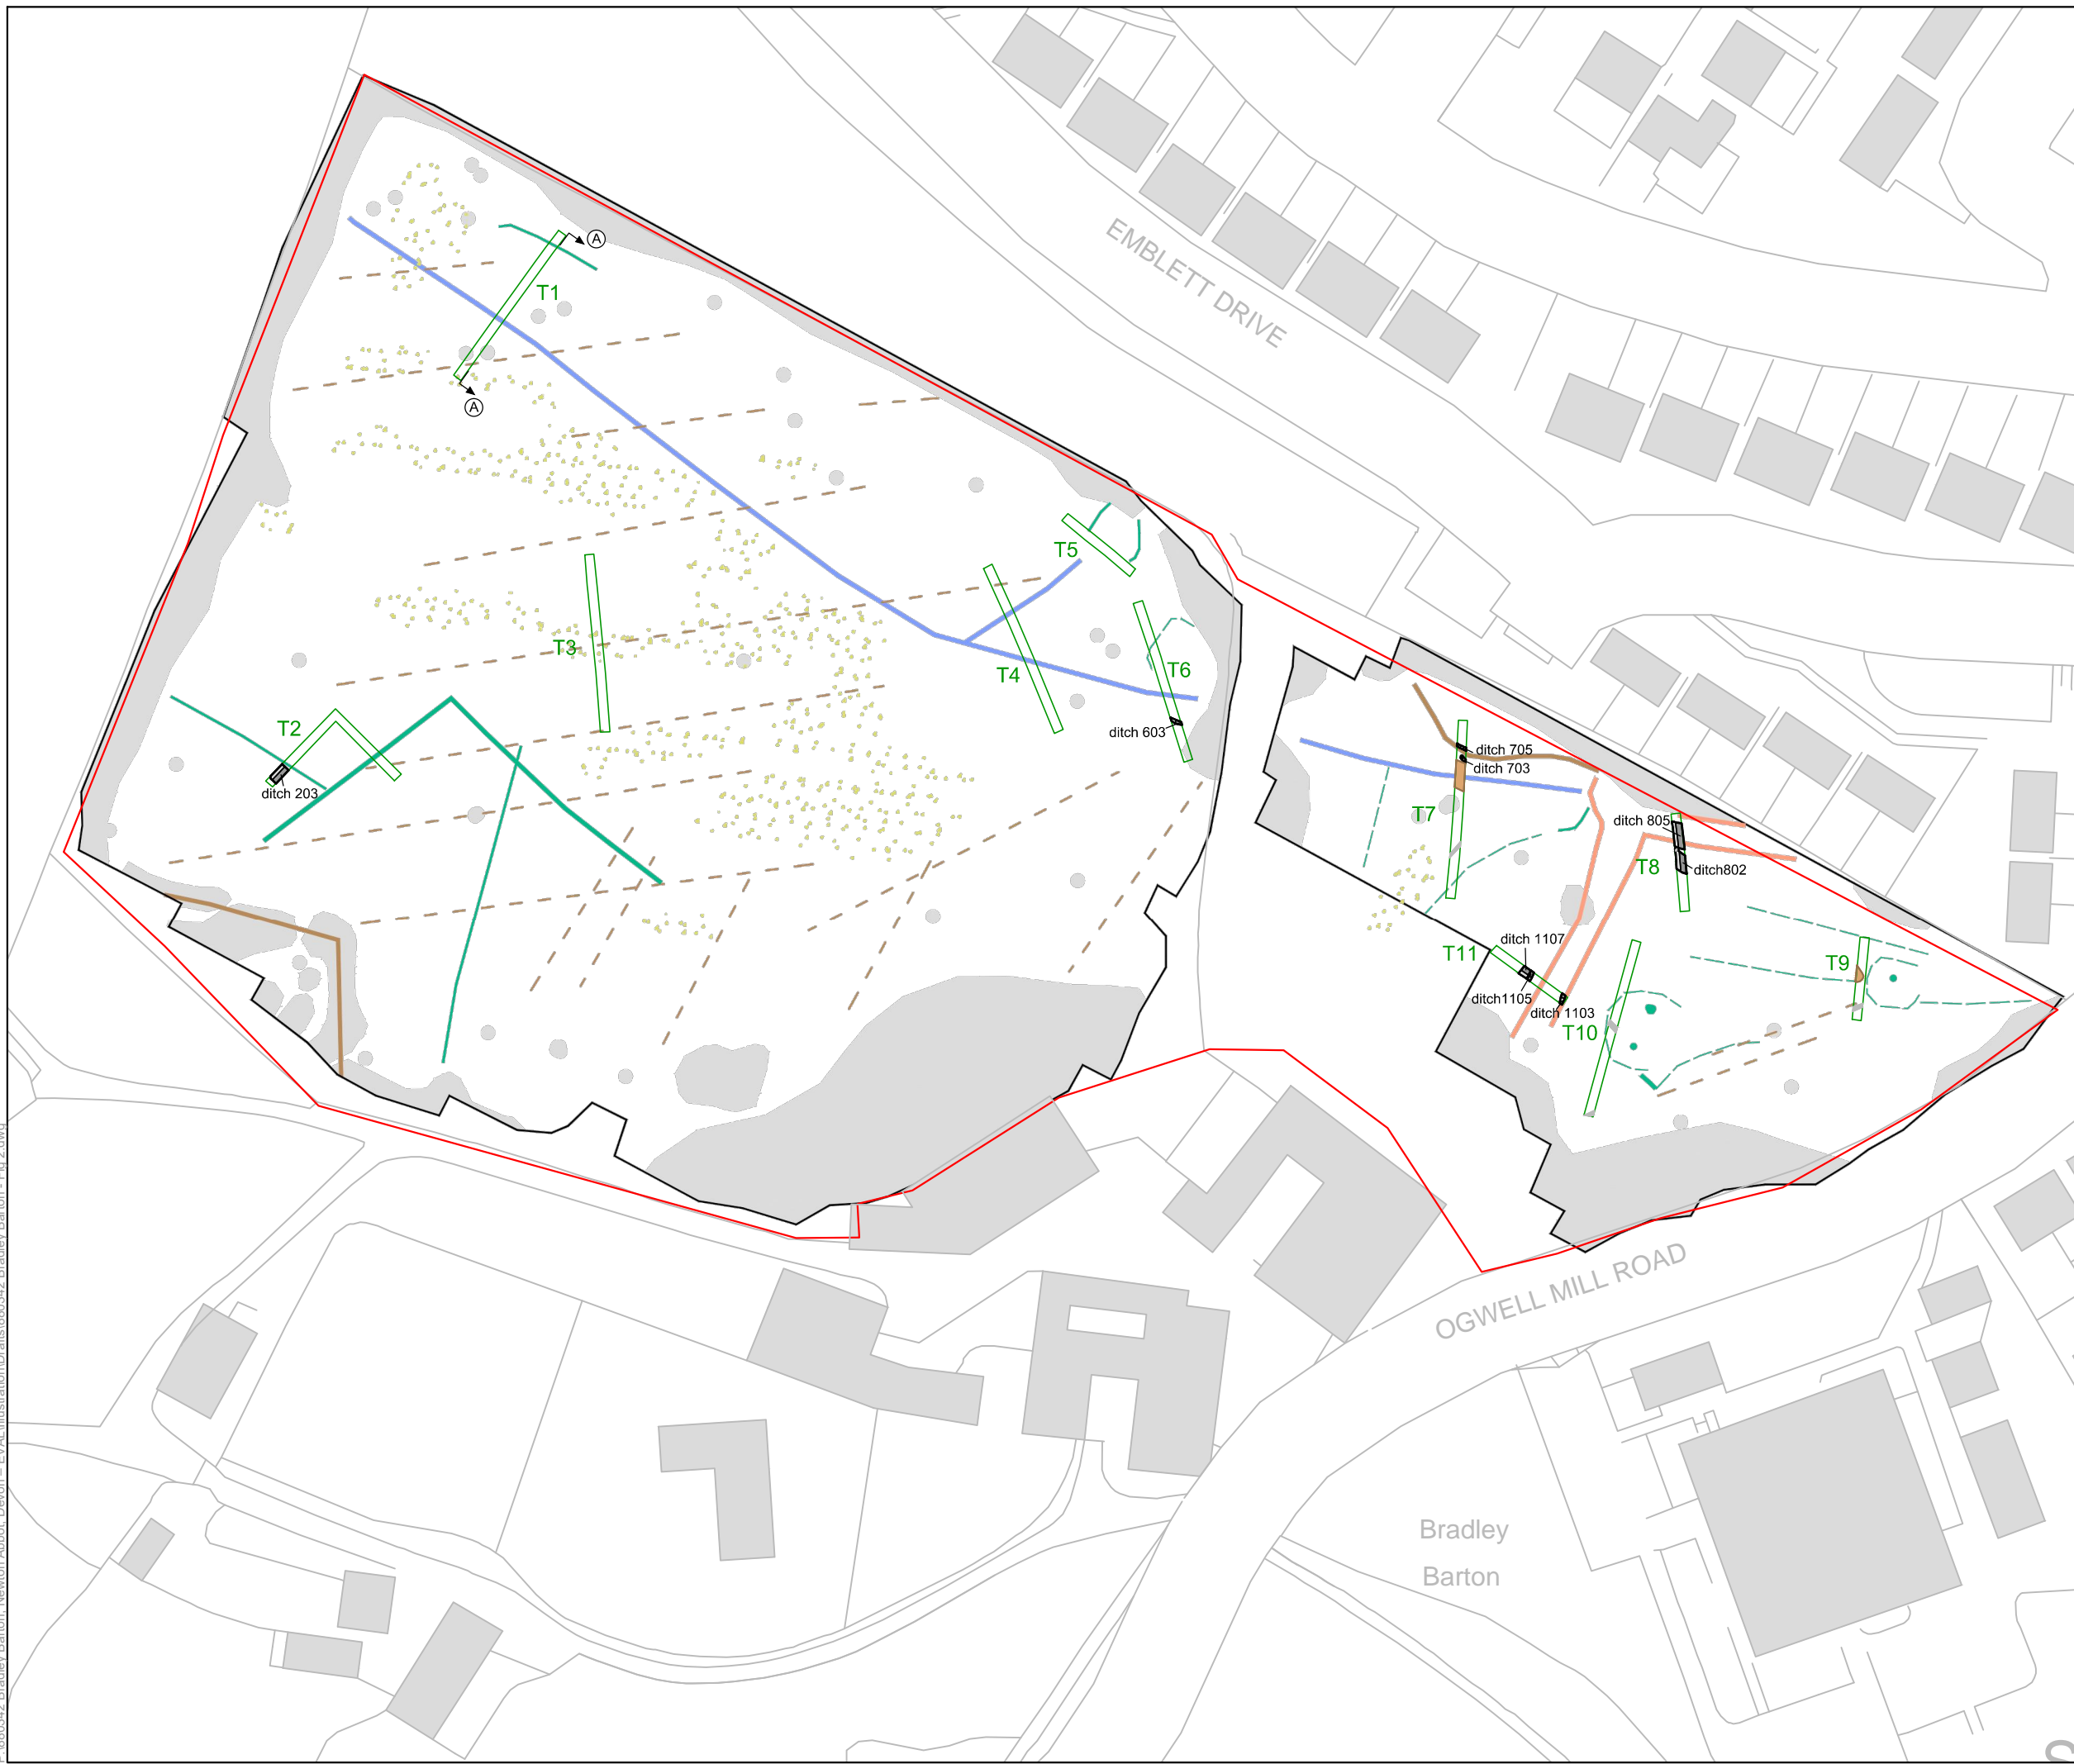 EMBLETT DRIVE
A
T1
A
T5
T3
T4
T6
T2
ditch 603
ditch 203
ditch 705
ditch 703
T7
ditch 805
T8
ditch802
ditch 1107
T11
T9
ditch1105
ditch 1103
T10
OGWELL MILL ROAD
Bradley
Barton